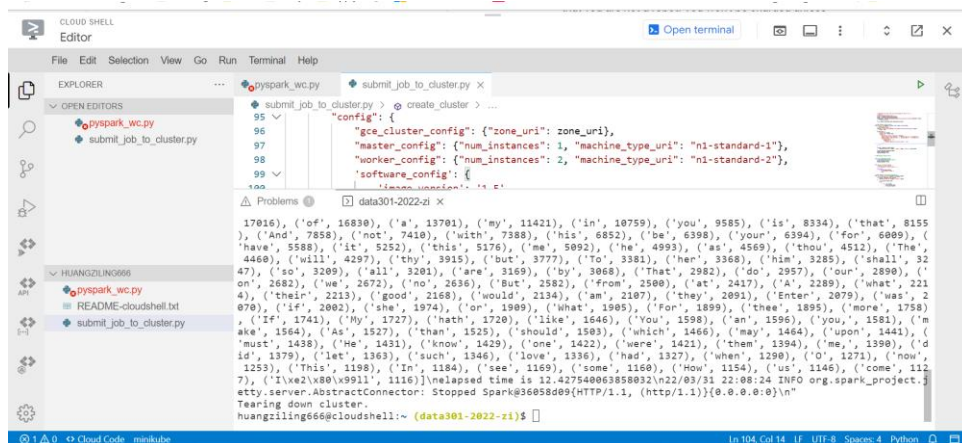 CLOUD SHELL
Editor
Open terminal
File Edit Selection View Go Run Terminal Help
EXPLORER
OPEN EDITORS
pyspark_wc.py
submit_job_to_cluster.py
HUANGZILING666
pyspark_wc.py
README-cloudshell.txt
submit_job_to_cluster.py
API
pyspark_wc.py submit_job_to_cluster.py
submit_job_to_cluster.py > create_cluster > ...
95 "config": {
96 "gce_cluster_config": {"zone_uri": zone_uri},
97 "master_config": {"num_instances": 1, "machine_type_uri": "n1-standard-1"},
98 "worker_config": {"num_instances": 2, "machine_type_uri": "n1-standard-2"},
99 'software_config': {
100 'image_version': '1.5'
Problems 1 data301-2022-zi
17016), ('of', 16830), ('a', 13701), ('my', 11421), ('in', 10759), ('you', 9585), ('is', 8334), ('that', 8155
), ('And', 7858), ('not', 7410), ('with', 7388), ('his', 6852), ('be', 6398), ('your', 6394), ('for', 6009), (
'have', 5588), ('it', 5252), ('this', 5176), ('me', 5092), ('he', 4993), ('as', 4569), ('thou', 4512), ('The',
4460), ('will', 4297), ('thy', 3915), ('but', 3777), ('To', 3381), ('her', 3368), ('him', 3285), ('shall', 32
47), ('so', 3209), ('all', 3201), ('are', 3169), ('by', 3068), ('That', 2982), ('do', 2957), ('our', 2890), ('
on', 2682), ('we', 2672), ('no', 2636), ('But', 2582), ('from', 2500), ('at', 2417), ('A', 2289), ('what', 221
4), ('their', 2213), ('good', 2168), ('would', 2134), ('am', 2107), ('they', 2091), ('Enter', 2079), ('was', 2
070), ('if', 2002), ('she', 1974), ('or', 1909), ('What', 1905), ('For', 1899), ('thee', 1895), ('more', 1758)
, ('If', 1741), ('My', 1727), ('hath', 1720), ('like', 1646), ('You', 1598), ('an', 1596), ('you,', 1581), ('m
ake', 1564), ('As', 1527), ('than', 1525), ('should', 1503), ('which', 1466), ('may', 1464), ('upon', 1441), (
'must', 1438), ('He', 1431), ('know', 1429), ('one', 1422), ('were', 1421), ('them', 1394), ('me,', 1390), ('d
id', 1379), ('let', 1363), ('such', 1346), ('love', 1336), ('had', 1327), ('when', 1290), ('O', 1271), ('now',
1253), ('This', 1198), ('In', 1184), ('see', 1169), ('some', 1160), ('How', 1154), ('us', 1146), ('come', 112
7), ('I\xe2\x80\x99ll', 1116)]\nelapsed time is 12.427540063858032\n22/03/31 22:08:24 INFO org.spark_project.j
etty.server.AbstractConnector: Stopped Spark@36058d09{HTTP/1.1, (http/1.1)}{0.0.0.0:0}\n"
Tearing down cluster.
huangziling666@cloudshell:~ (data301-2022-zi)$
1 0 Cloud Code minikube Ln 104, Col 14 LF UTF-8 Spaces: 4 Python